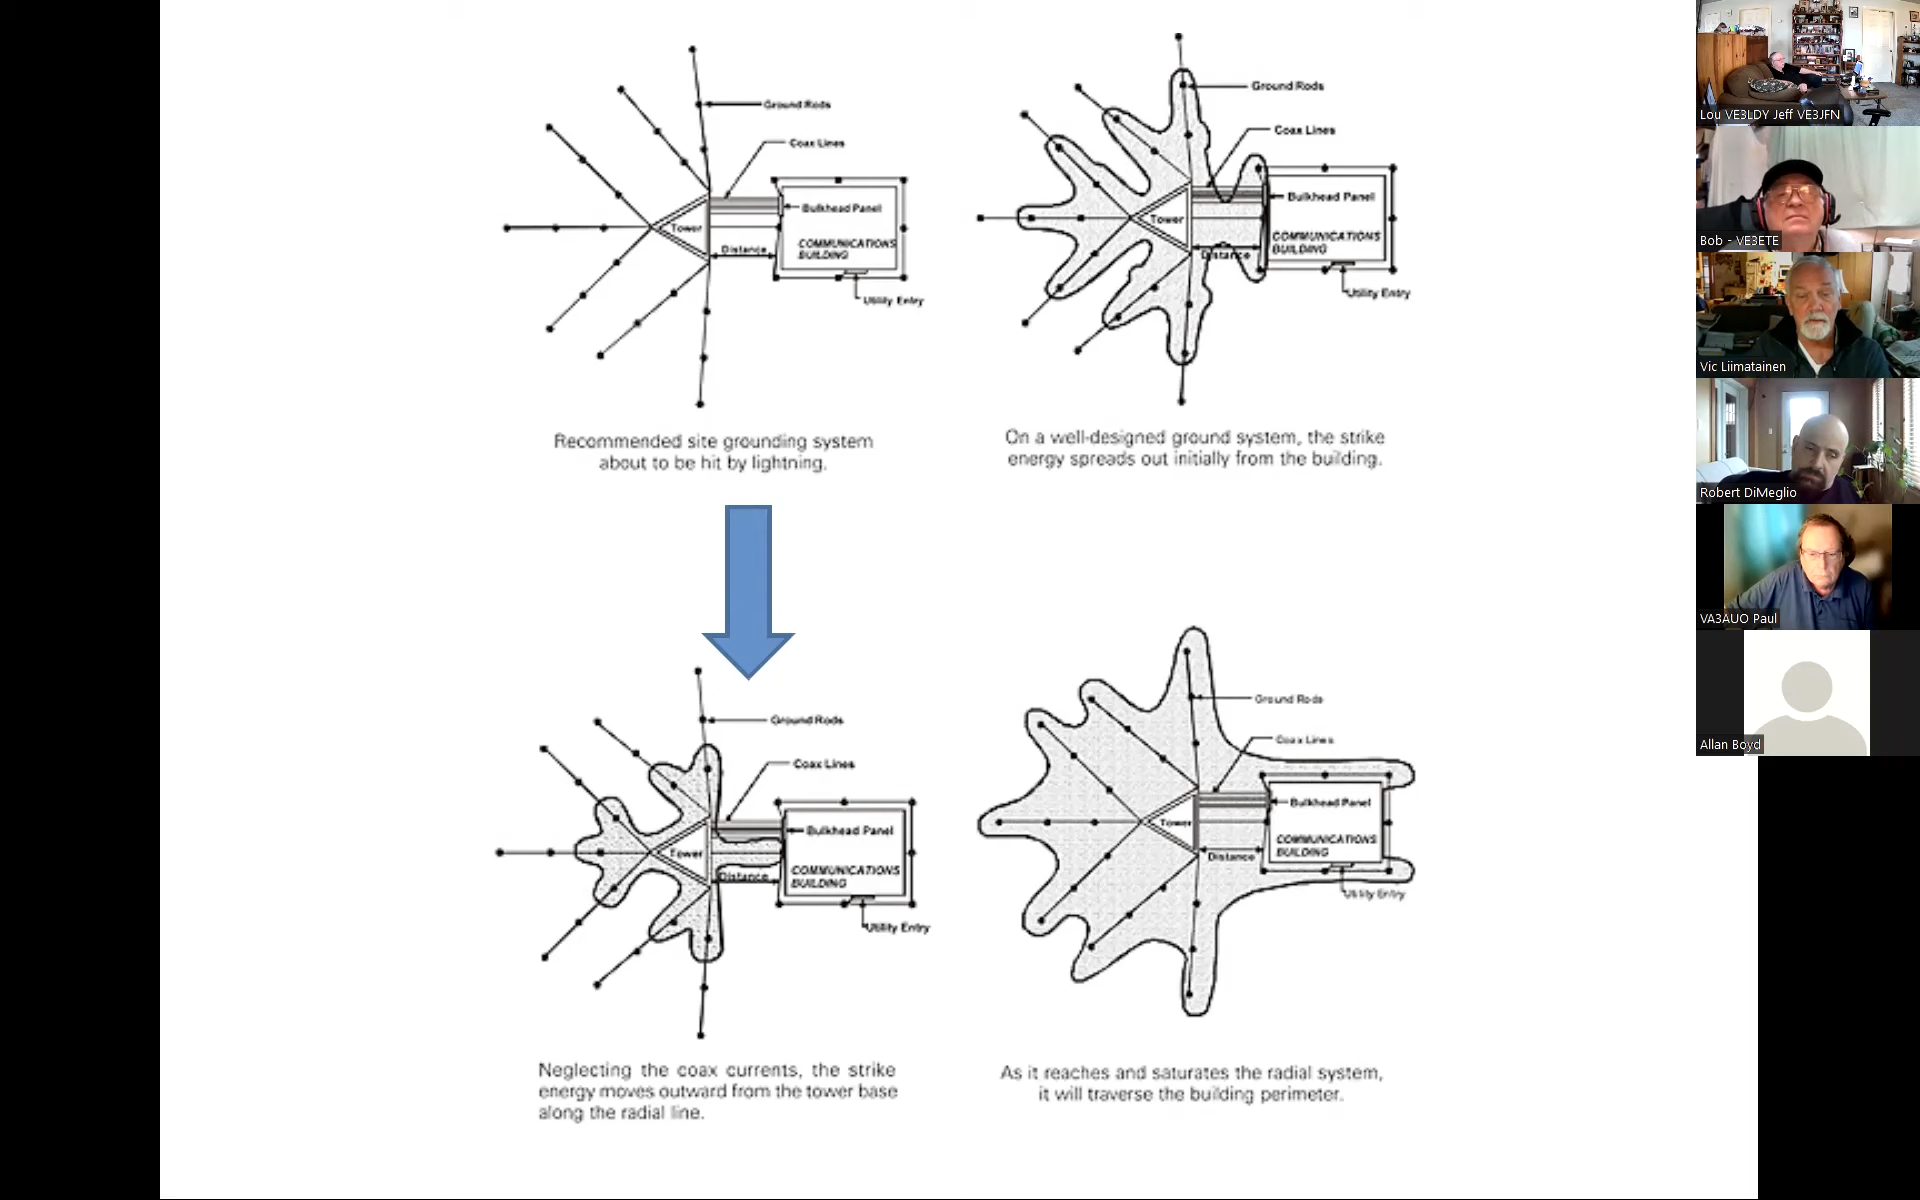 Ground Rods
Coax Lines
Bulkhead Panel
Tower
COMMUNICATIONS
BUILDING
Distance
Utility Entry
Recommended site grounding system
about to be hit by lightning.
Ground Rods
Coax Lines
Bulkhead Panel
Tower
COMMUNICATIONS
BUILDING
Distance
Utility Entry
On a well-designed ground system, the strike
energy spreads out initially from the building.
Ground Rods
Coax Lines
Bulkhead Panel
Tower
COMMUNICATIONS
BUILDING
Distance
Utility Entry
Neglecting the coax currents, the strike
energy moves outward from the tower base
along the radial line.
Ground Rods
Coax Lines
Bulkhead Panel
Tower
COMMUNICATIONS
BUILDING
Distance
Utility Entry
As it reaches and saturates the radial system,
it will traverse the building perimeter.
Lou VE3LDY Jeff VE3JFN
Bob - VE3ETE
Vic Liimatainen
Robert DiMeglio
VA3AUO Paul
Allan Boyd